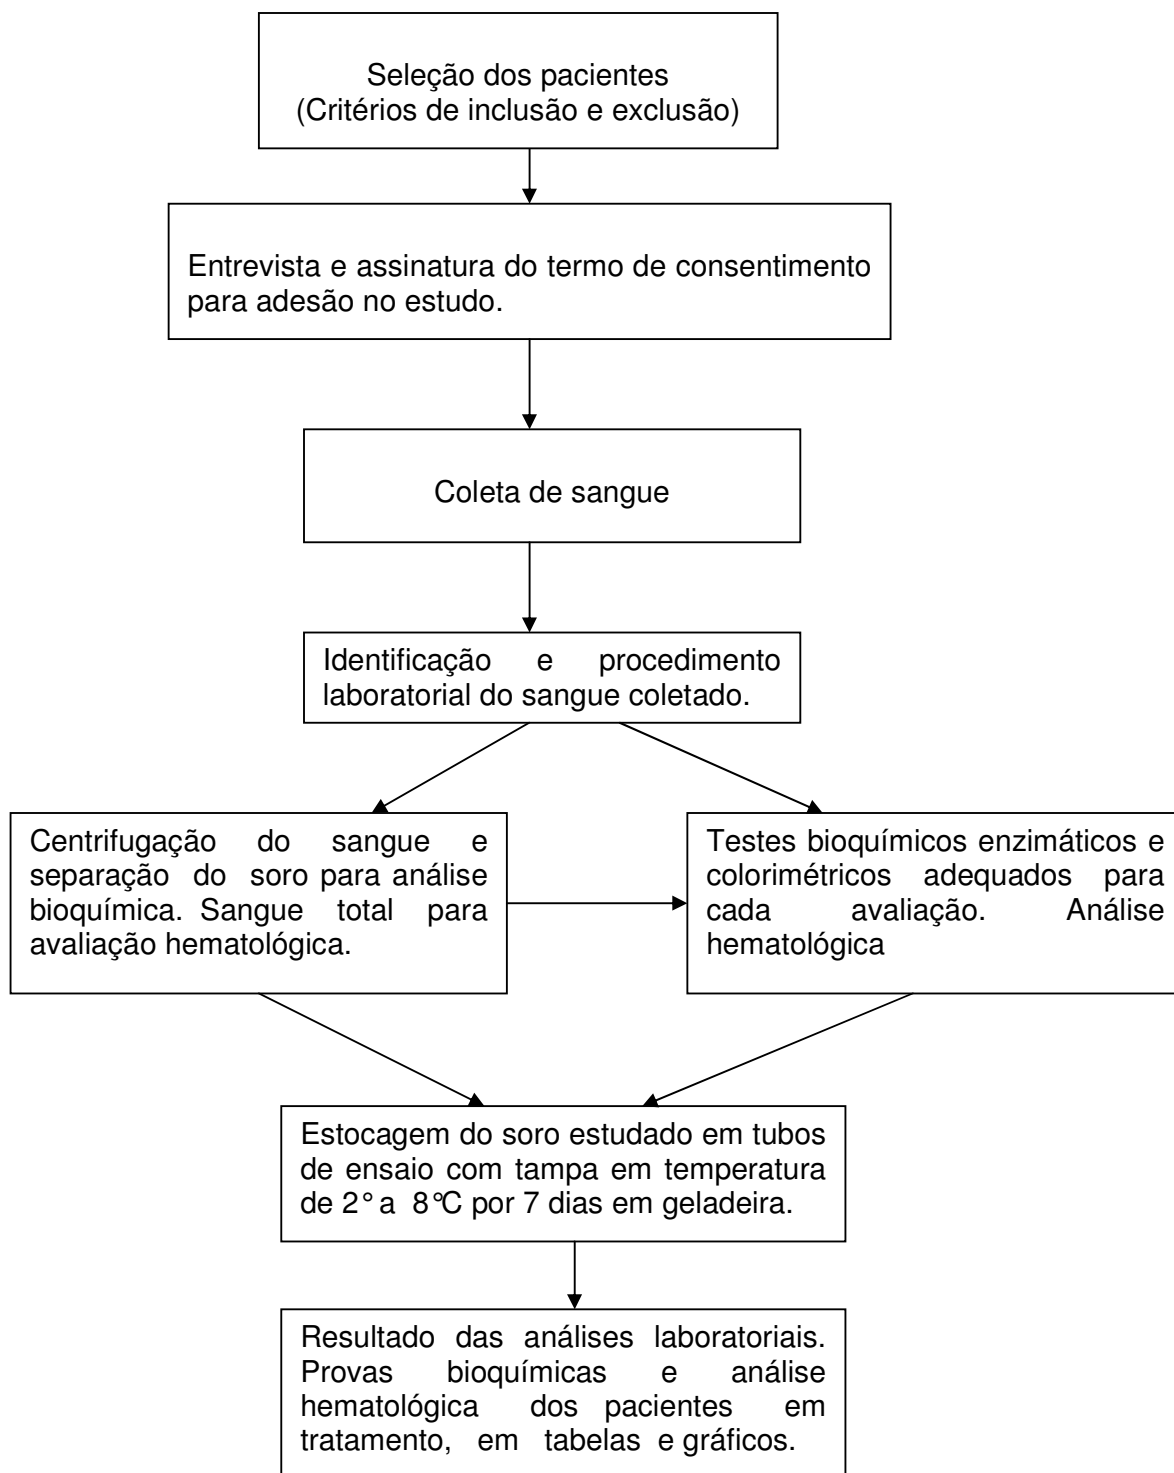 Seleção dos pacientes
(Critérios de inclusão e exclusão)
Entrevista e assinatura do termo de consentimento
para adesão no estudo.
Coleta de sangue
Identificação e procedimento
laboratorial do sangue coletado.
Centrifugação do sangue e
separação do soro para análise
bioquímica. Sangue total para
avaliação hematológica.
Testes bioquímicos enzimáticos e
colorimétricos adequados para
cada avaliação. Análise
hematológica
Estocagem do soro estudado em tubos
de ensaio com tampa em temperatura
de 2° a 8°C por 7 dias em geladeira.
Resultado das análises laboratoriais.
Provas bioquímicas e análise
hematológica dos pacientes em
tratamento, em tabelas e gráficos.